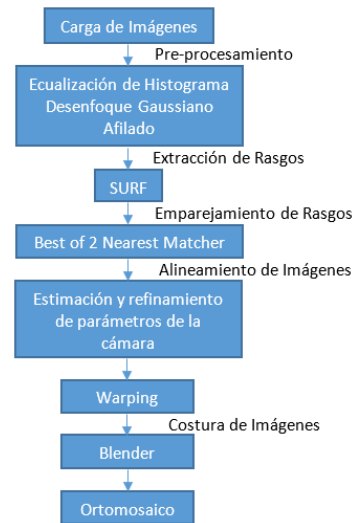 Carga de Imágenes
Pre-procesamiento
Ecualización de Histograma
Desenfoque Gaussiano
Afilado
Extracción de Rasgos
SURF
Emparejamiento de Rasgos
Best of 2 Nearest Matcher
Alineamiento de Imágenes
Estimación y refinamiento
de parámetros de la
cámara
Warping
Costura de Imágenes
Blender
Ortomosaico